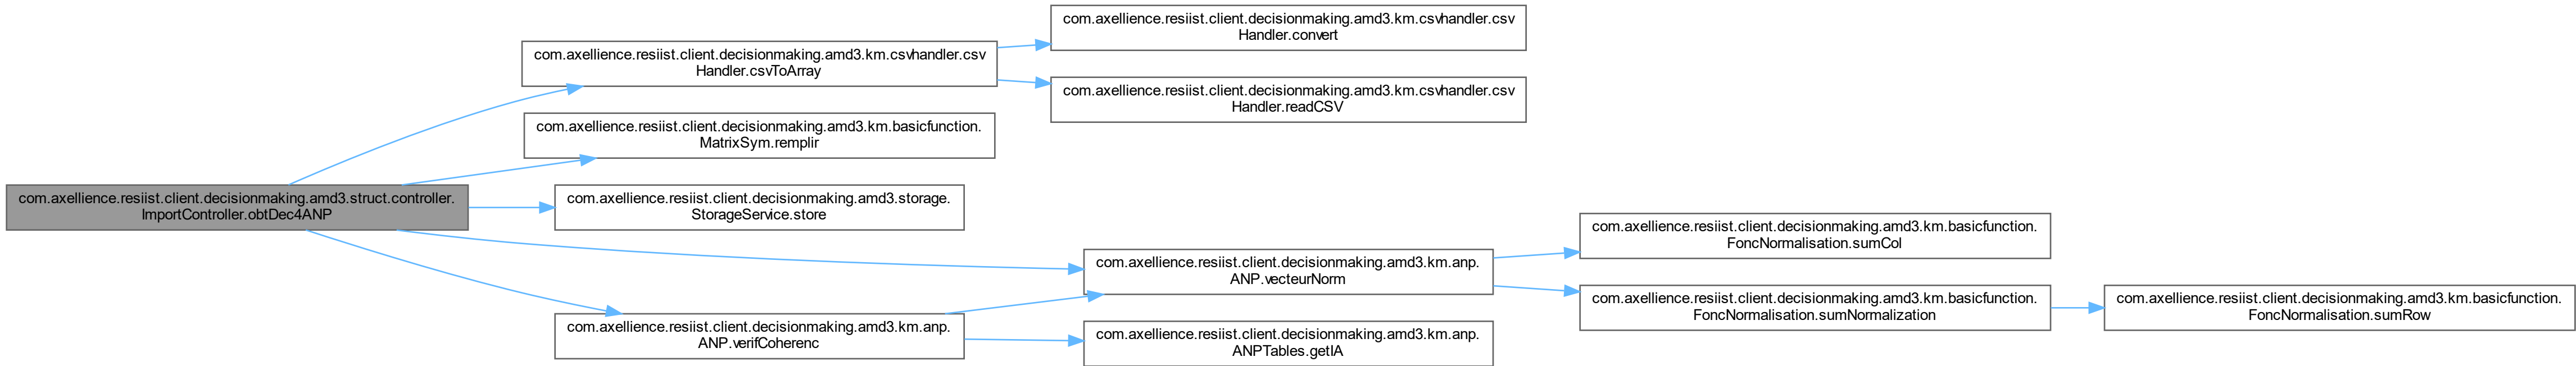 com.axellience.resiist.client.decisionmaking.amd3.struct.controller.
ImportController.obtDec4ANP
com.axellience.resiist.client.decisionmaking.amd3.km.csvhandler.csv
Handler.csvToArray
com.axellience.resiist.client.decisionmaking.amd3.km.csvhandler.csv
Handler.convert
com.axellience.resiist.client.decisionmaking.amd3.km.csvhandler.csv
Handler.readCSV
com.axellience.resiist.client.decisionmaking.amd3.km.basicfunction.
MatrixSym.remplir
com.axellience.resiist.client.decisionmaking.amd3.storage.
StorageService.store
com.axellience.resiist.client.decisionmaking.amd3.km.anp.
ANP.vecteurNorm
com.axellience.resiist.client.decisionmaking.amd3.km.basicfunction.
FoncNormalisation.sumCol
com.axellience.resiist.client.decisionmaking.amd3.km.basicfunction.
FoncNormalisation.sumNormalization
com.axellience.resiist.client.decisionmaking.amd3.km.basicfunction.
FoncNormalisation.sumRow
com.axellience.resiist.client.decisionmaking.amd3.km.anp.
ANP.verifCoherenc
com.axellience.resiist.client.decisionmaking.amd3.km.anp.
ANPTables.getIA